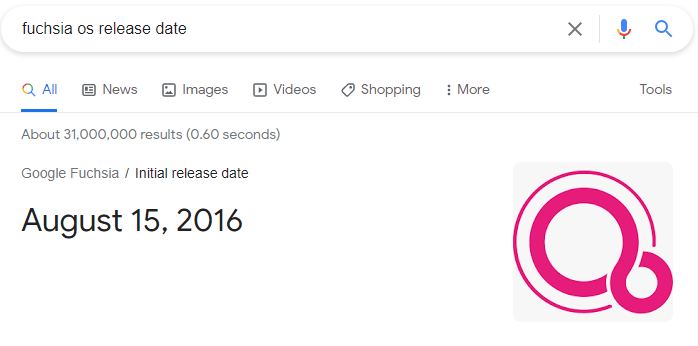 fuchsia os release date
All News Images Videos Shopping More Tools
About 31,000,000 results (0.60 seconds)
Google Fuchsia / Initial release date
August 15, 2016